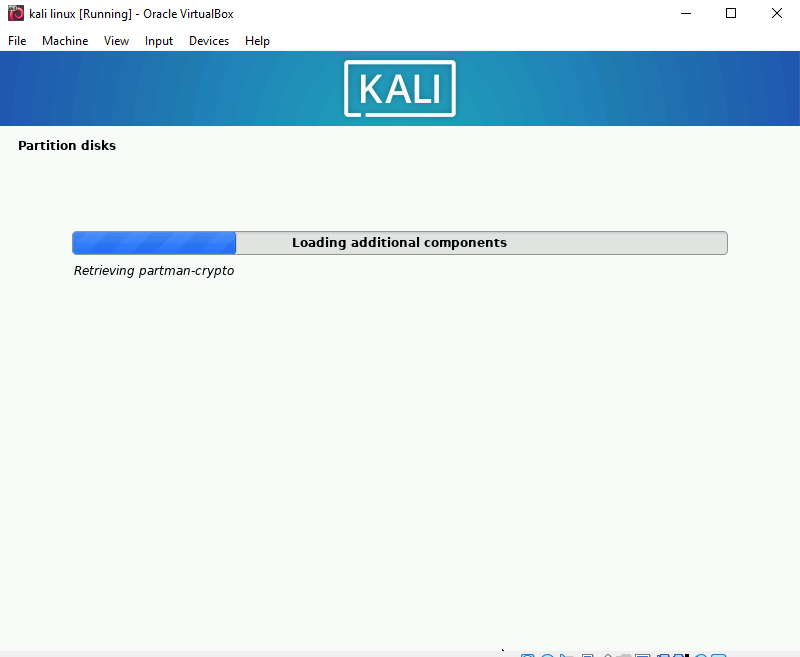 kali linux [Running] - Oracle VirtualBox
File Machine View Input Devices Help
KALI
Partition disks
Loading additional components
Retrieving partman-crypto